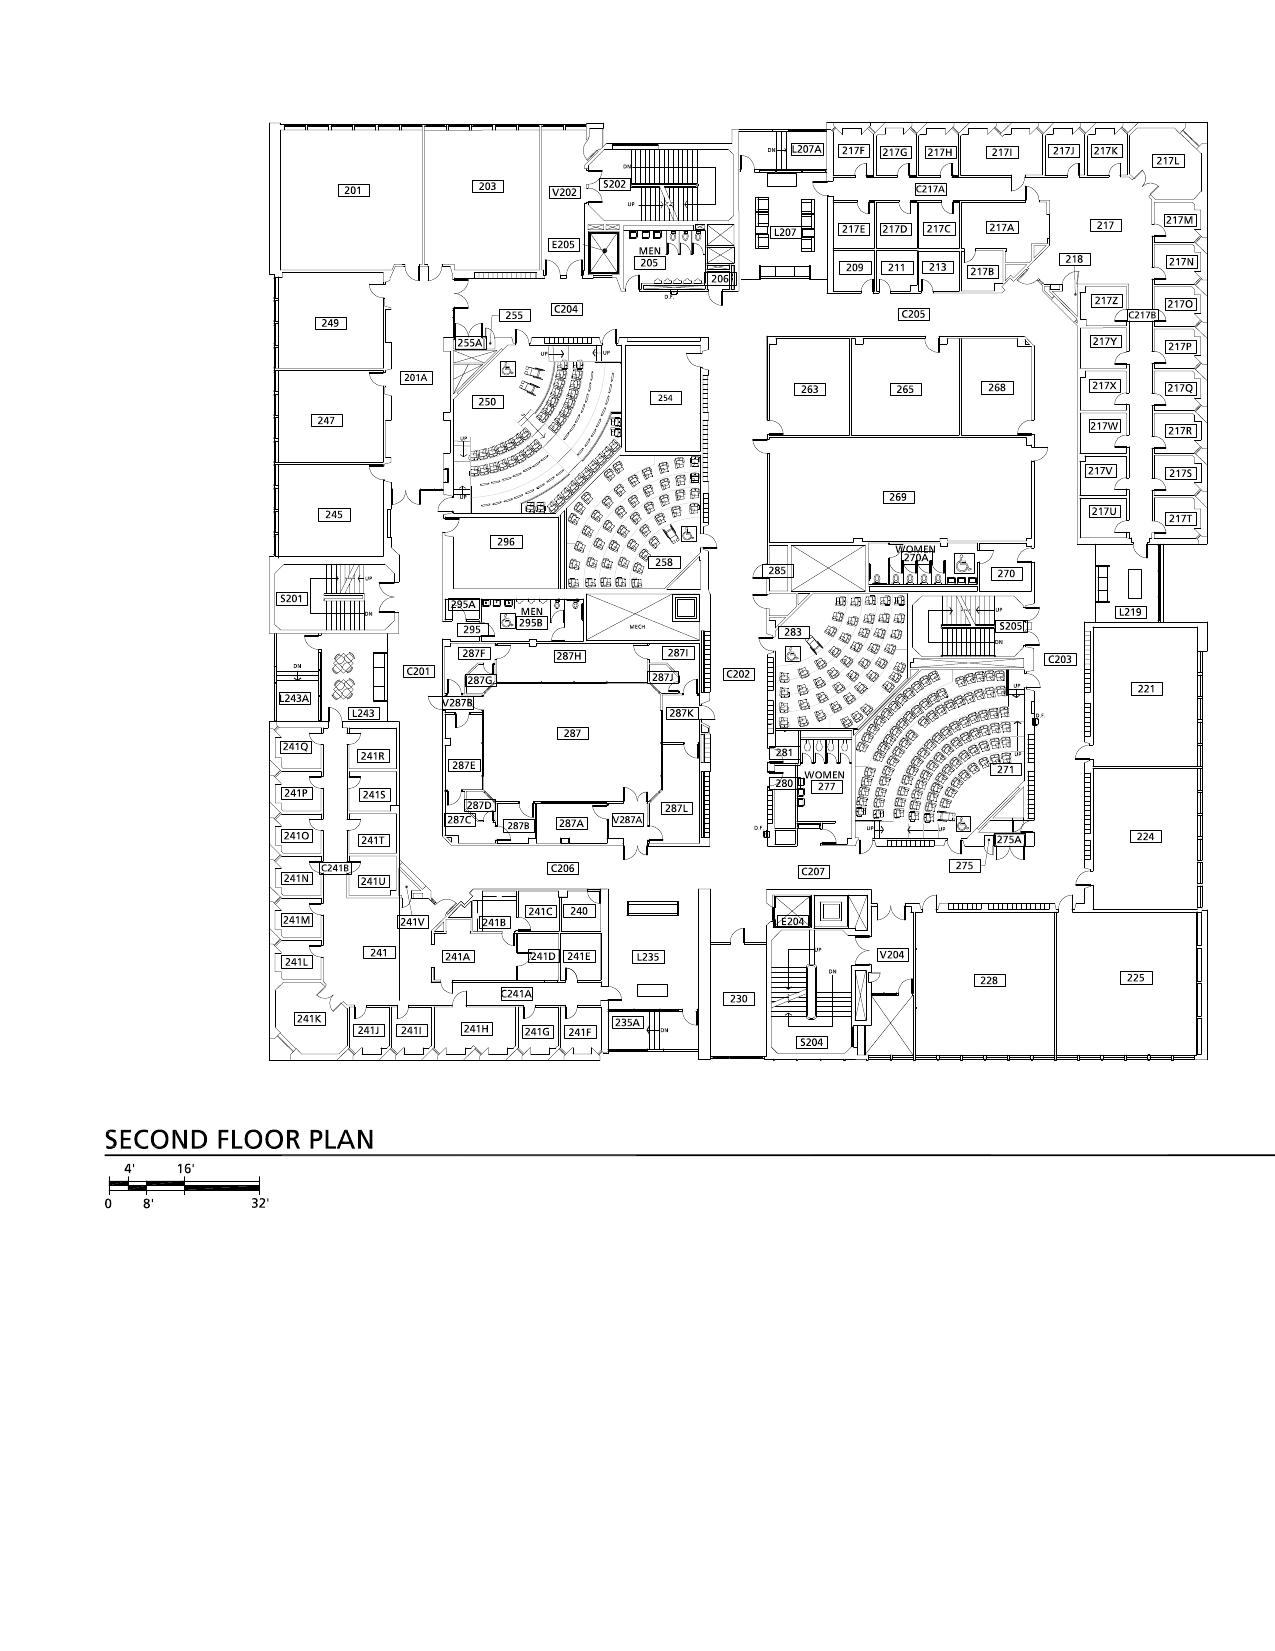 L207A 217F 217G 217H 217I 217J 217K 217L
DN
201 203 V202 S202 DN UP C217A
L207 217E 217D 217C 217A 217 217M
E205 MEN 205 206 D.F. 209 211 213 217B 218 217N
249 255 C204 C205 217Z C217B 217O
255A UP UP 217Y 217P
201A 250 254 263 265 268 217X 217Q
247 UP 217W 217R
UP 217V 217S
245 269 217U 217T
296 258 WOMEN 270A
285 270
S201 UP DN L219
295A MEN 295B 295 MECH 283 UP S205 DN
287F 287H 287I C201 C202 C203
287G 287J
DN L243A V287B 221
L243 287K D.F.
241Q 241R 287 281 UP
287E WOMEN 277 271 UP
241P 241S 280
287D 287L
241O 241T 287C 287B 287A V287A D.F. UP UP 275A 224
C241B C206 C207 275
241N 241U
241M 241V 241B 241C 240 E204
241 241A 241D 241E L235 UP V204
241L DN
C241A 230 228 225
241K 241J 241I 241H 241G 241F 235A DN S204
SECOND FLOOR PLAN
4' 16'
0 8' 32'